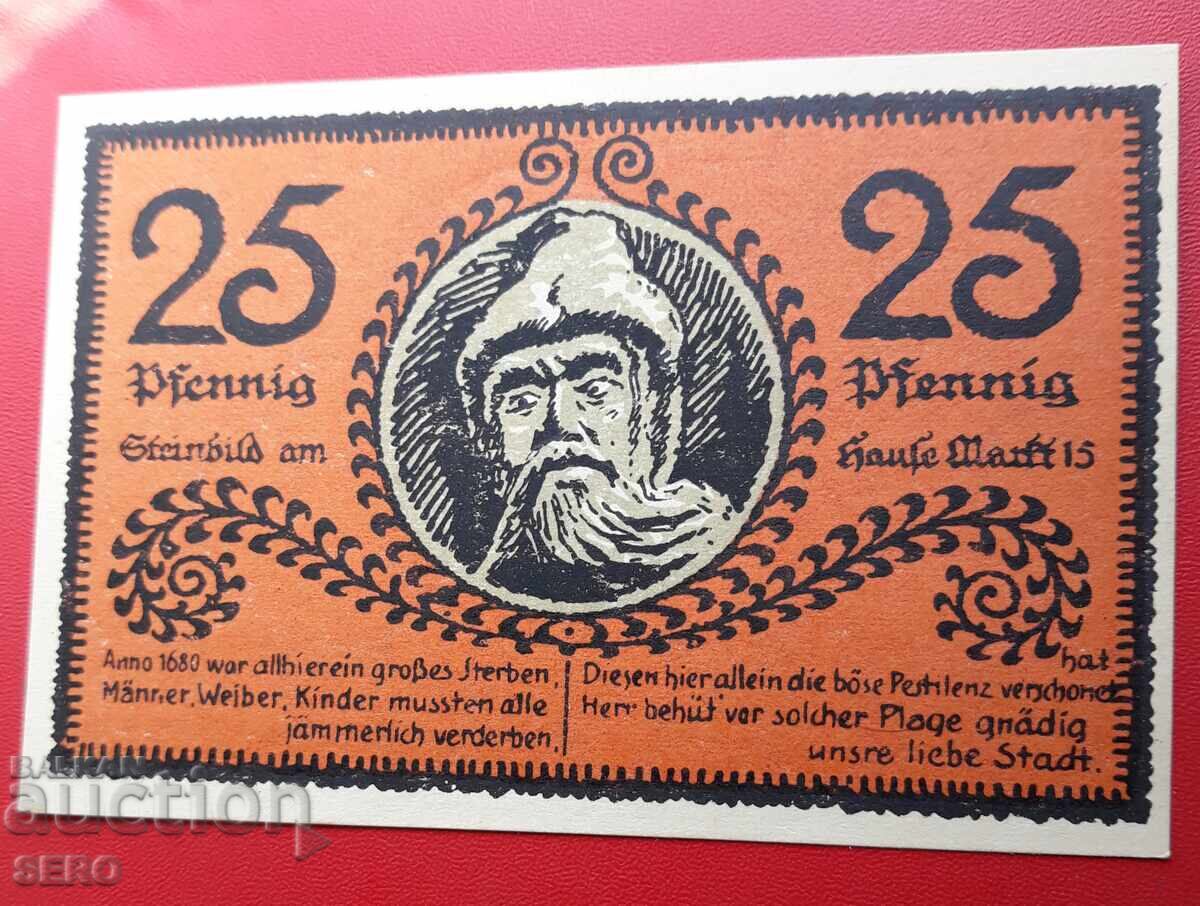 25
Pfennig
Steinbild am
25
Pfennig
Hause Markt 15
Anno 1680 war allhier ein großes Sterben,
Männer, Weiber, Kinder mussten alle
jämmerlich verderben,
hat
Diesen hier allein die böse Pestilenz verschonet
Herr behüt' vor solcher Plage gnädig
unsre liebe Stadt.
BALKAN
auction
SERO